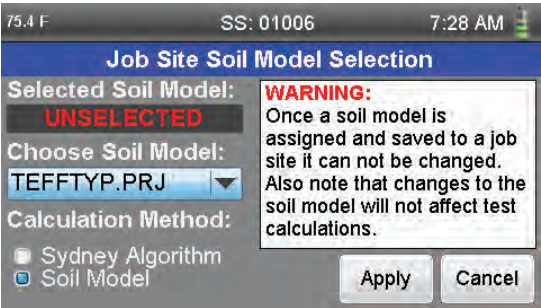 75.4 F SS: 01006 7:28 AM
Job Site Soil Model Selection
Selected Soil Model:
UNSELECTED
Choose Soil Model:
TEFFTYP.PRJ
Calculation Method:
Sydney Algorithm
Soil Model
WARNING:
Once a soil model is
assigned and saved to a job
site it can not be changed.
Also note that changes to the
soil model will not affect test
calculations.
Apply Cancel